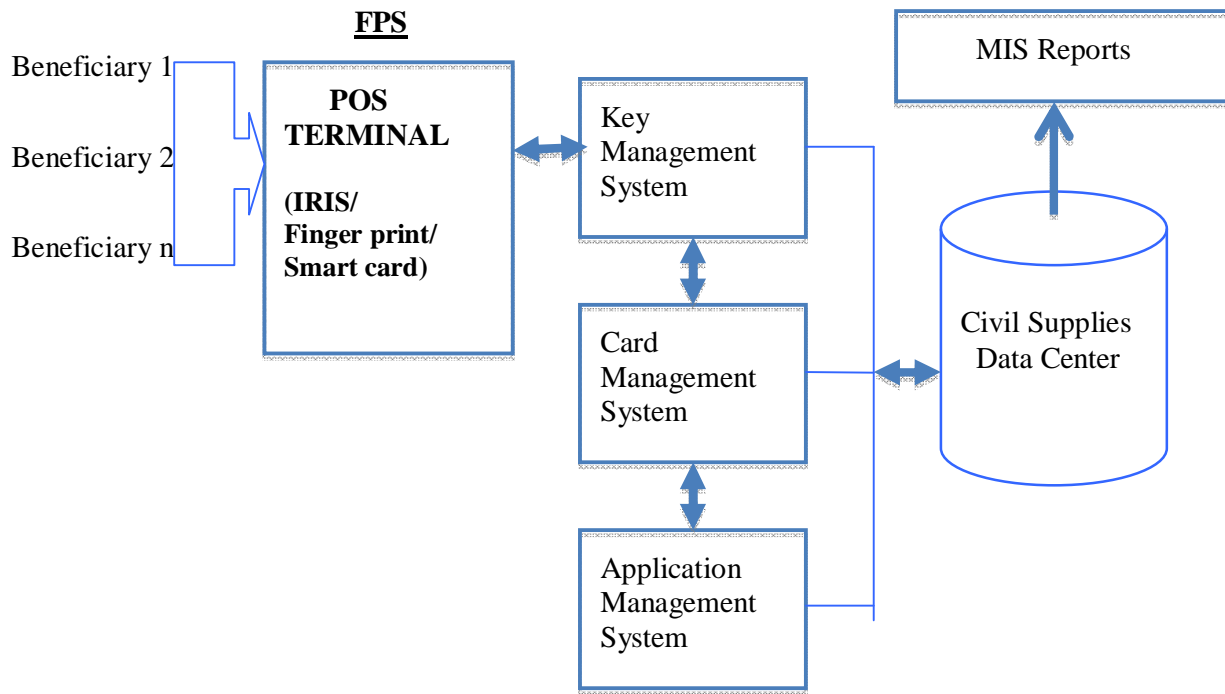 FPS
Beneficiary 1
Beneficiary 2
Beneficiary n
POS
TERMINAL
(IRIS/
Finger print/
Smart card)
Key
Management
System
Card
Management
System
Application
Management
System
MIS Reports
Civil Supplies
Data Center